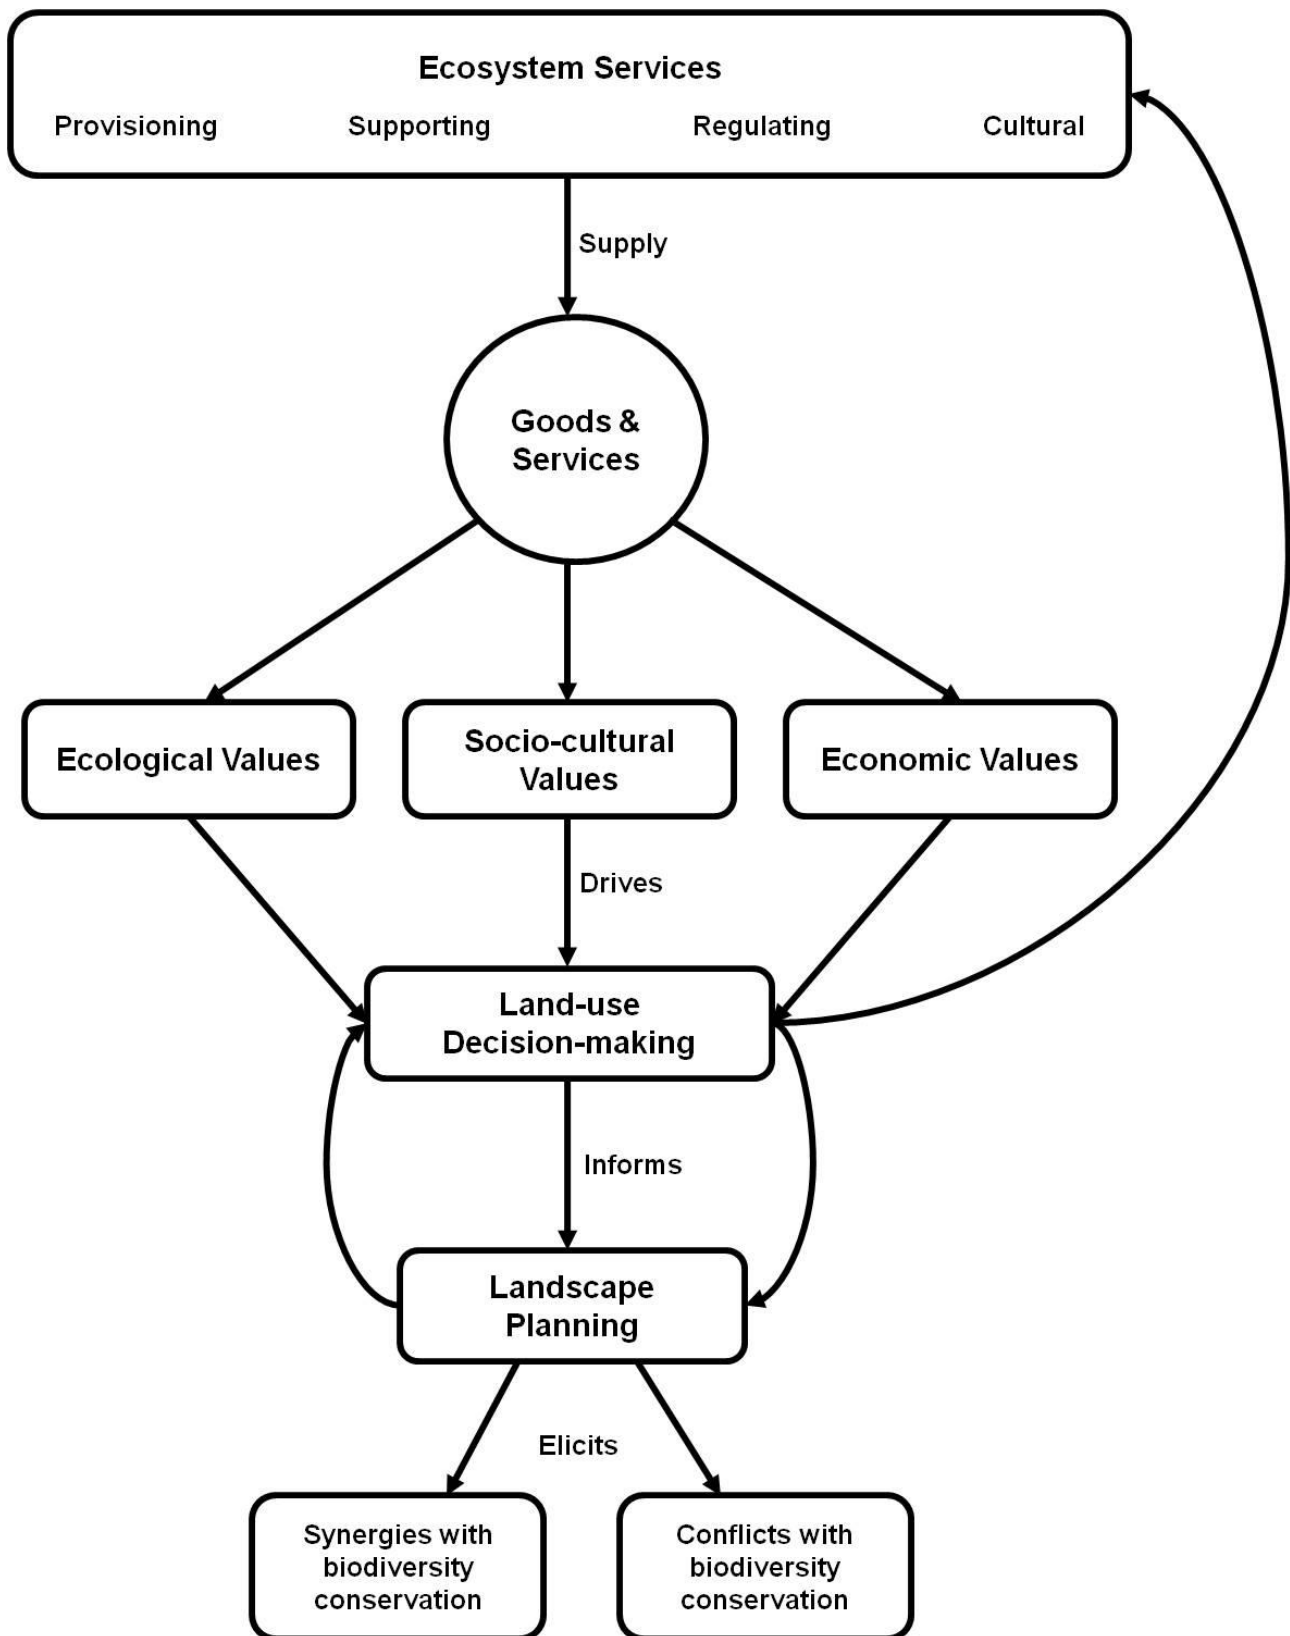 Ecosystem Services
Provisioning Supporting Regulating Cultural
Supply
Goods &
Services
Ecological Values
Socio-cultural
Values
Economic Values
Drives
Land-use
Decision-making
Informs
Landscape
Planning
Elicits
Synergies with
biodiversity
conservation
Conflicts with
biodiversity
conservation